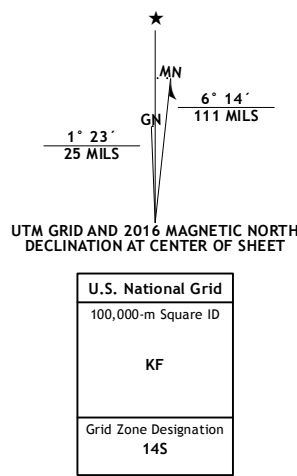 ★
MN
GN
6° 14´
111 MILS
1° 23´
25 MILS
UTM GRID AND 2016 MAGNETIC NORTH
DECLINATION AT CENTER OF SHEET
U.S. National Grid
100,000-m Square ID
KF
Grid Zone Designation
14S